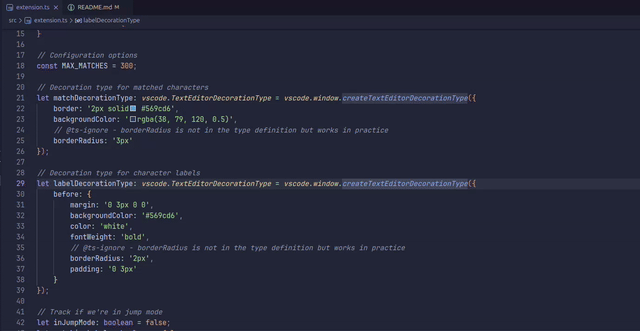 extension.ts
README.md M
src > extension.ts > labelDecorationType
15 }
16
17 // Configuration options
18 const MAX_MATCHES = 300;
19
20 // Decoration type for matched characters
21 let matchDecorationType: vscode.TextEditorDecorationType = vscode.window.createTextEditorDecorationType({
22 border: '2px solid #569cd6',
23 backgroundColor: 'rgba(38, 79, 120, 0.5)',
24 // @ts-ignore - borderRadius is not in the type definition but works in practice
25 borderRadius: '3px'
26 });
27
28 // Decoration type for character labels
29 let labelDecorationType: vscode.TextEditorDecorationType = vscode.window.createTextEditorDecorationType({
30 before: {
31 margin: '0 3px 0 0',
32 backgroundColor: '#569cd6',
33 color: 'white',
34 fontWeight: 'bold',
35 // @ts-ignore - borderRadius is not in the type definition but works in practice
36 borderRadius: '2px',
37 padding: '0 3px'
38 }
39 });
40
41 // Track if we're in jump mode
42 let inJumpMode: boolean = false;